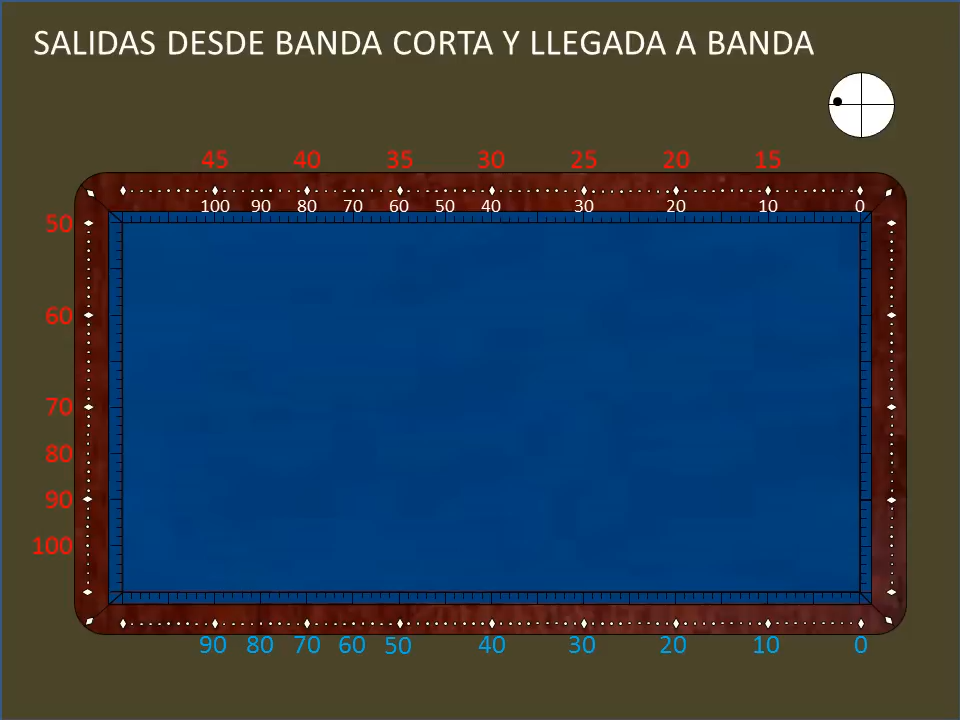 SALIDAS DESDE BANDA CORTA Y LLEGADA A BANDA
45 40 35 30 25 20 15
100 90 80 70 60 50 40 30 20 10 0
50
60
70
80
90
100
90 80 70 60 50 40 30 20 10 0